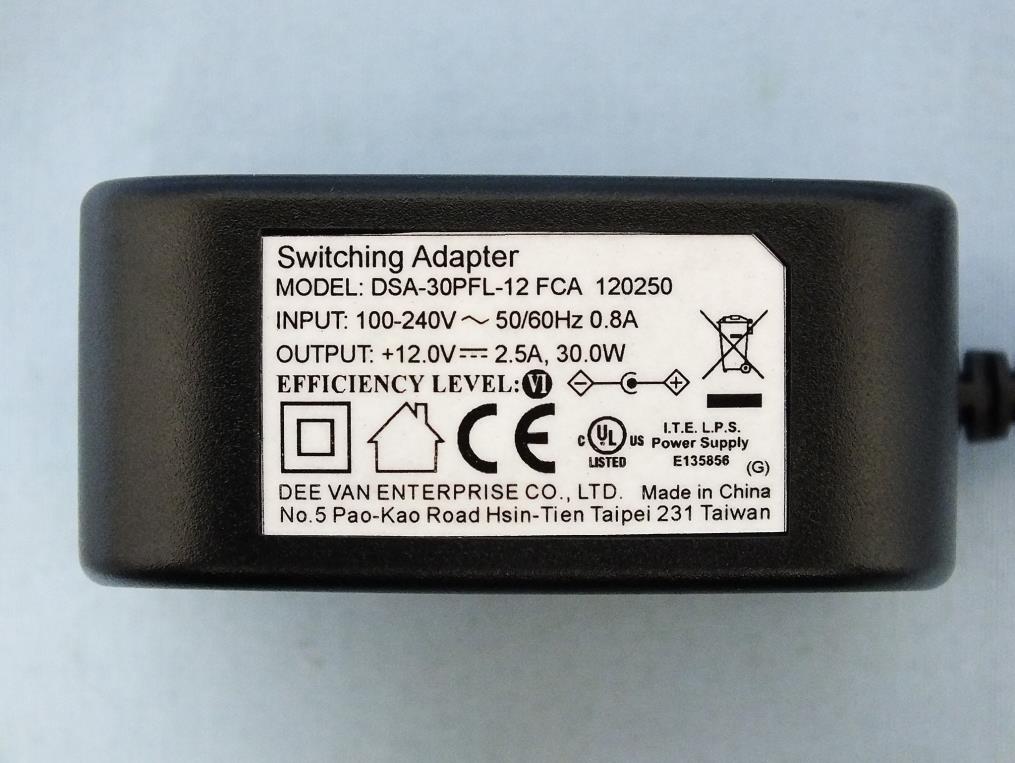 Switching Adapter
MODEL: DSA-30PFL-12 FCA 120250
INPUT: 100-240V ~ 50/60Hz 0.8A
OUTPUT: +12.0V⎓ 2.5A, 30.0W
EFFICIENCY LEVEL: VI
CE
c UL US
LISTED
I.T.E. L.P.S.
Power Supply
E135856
(G)
DEE VAN ENTERPRISE CO., LTD. Made in China
No.5 Pao-Kao Road Hsin-Tien Taipei 231 Taiwan